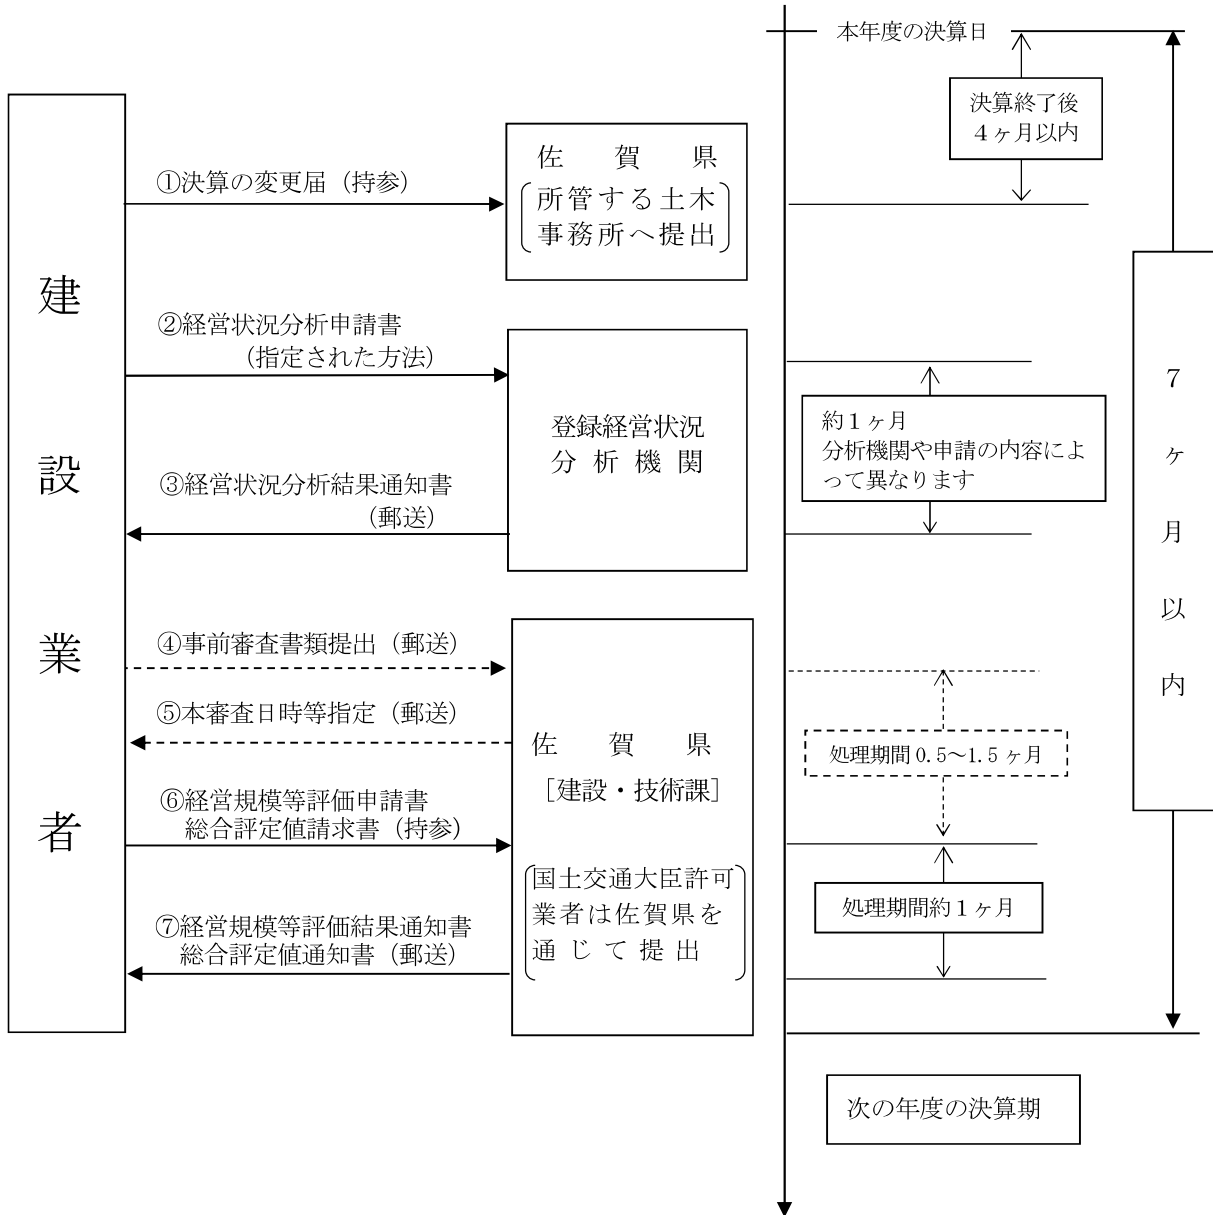 本年度の決算日
決算終了後
４ヶ月以内
建設業者
①決算の変更届（持参）
佐賀県
所管する土木
事務所へ提出
②経営状況分析申請書
（指定された方法）
登録経営状況
分析機関
③経営状況分析結果通知書
（郵送）
約１ヶ月
分析機関や申請の内容によ
って異なります
７ヶ月以内
④事前審査書類提出（郵送）
⑤本審査日時等指定（郵送）
佐賀県
［建設・技術課］
⑥経営規模等評価申請書
総合評定値請求書（持参）
国土交通大臣許可
業者は佐賀県を
通じて提出
⑦経営規模等評価結果通知書
総合評定値通知書（郵送）
処理期間 0.5～1.5 ヶ月
処理期間約１ヶ月
次の年度の決算期